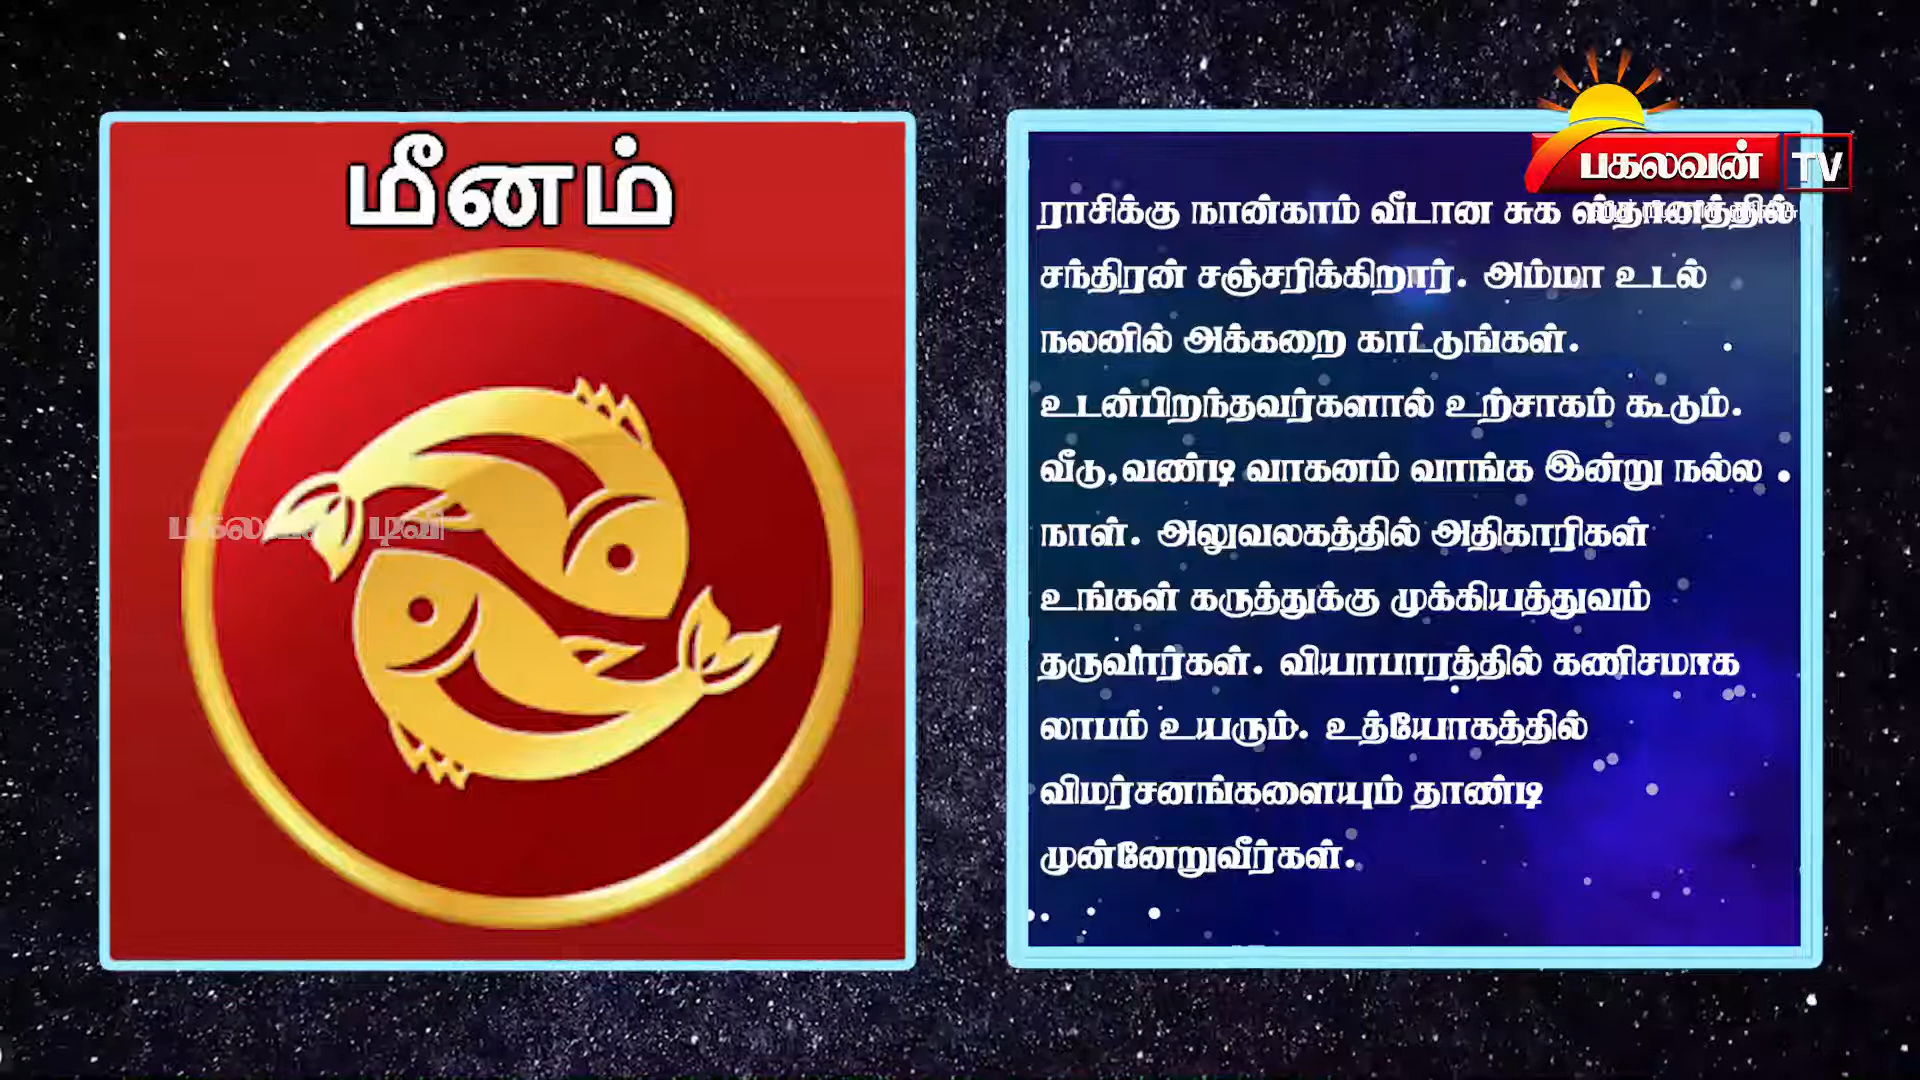 மீனம்
பகலவன் TV
ராசிக்கு நான்காம் வீடான சுக ஸ்தானத்தில்
சந்திரன் சஞ்சரிக்கிறார். அம்மா உடல்
நலனில் அக்கறை காட்டுங்கள்.
உடன்பிறந்தவர்களால் உற்சாகம் கூடும்.
வீடு,வண்டி வாகனம் வாங்க இன்று நல்ல
நாள். அலுவலகத்தில் அதிகாரிகள்
உங்கள் கருத்துக்கு முக்கியத்துவம்
தருவார்கள். வியாபாரத்தில் கணிசமாக
லாபம் உயரும். உத்யோகத்தில்
விமர்சனங்களையும் தாண்டி
முன்னேறுவீர்கள்.
டிவி